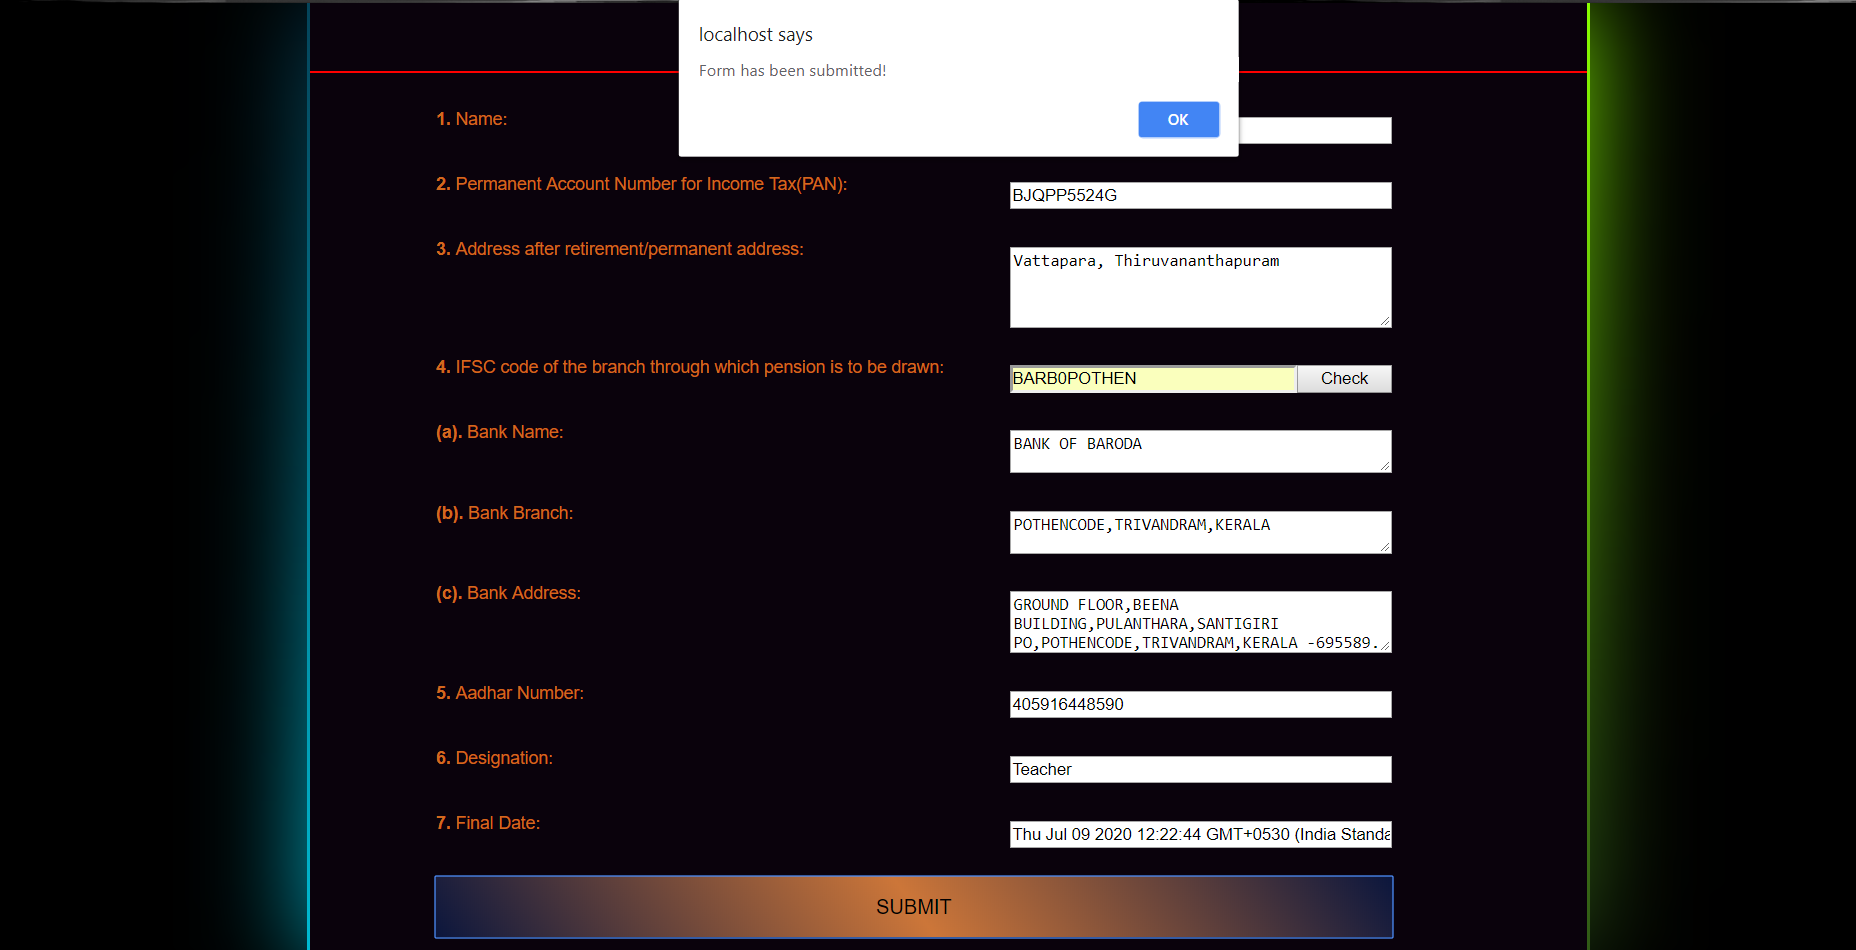 localhost says
Form has been submitted!
OK
1. Name:
2. Permanent Account Number for Income Tax(PAN):
BJQPP5524G
3. Address after retirement/permanent address:
Vattapara, Thiruvananthapuram
4. IFSC code of the branch through which pension is to be drawn:
BARB0POTHEN
Check
(a). Bank Name:
BANK OF BARODA
(b). Bank Branch:
POTHENCODE,TRIVANDRAM,KERALA
(c). Bank Address:
GROUND FLOOR,BEENA
BUILDING,PULANTHARA,SANTIGIRI
PO,POTHENCODE,TRIVANDRAM,KERALA -695589.
5. Aadhar Number:
405916448590
6. Designation:
Teacher
7. Final Date:
Thu Jul 09 2020 12:22:44 GMT+0530 (India Standa
SUBMIT